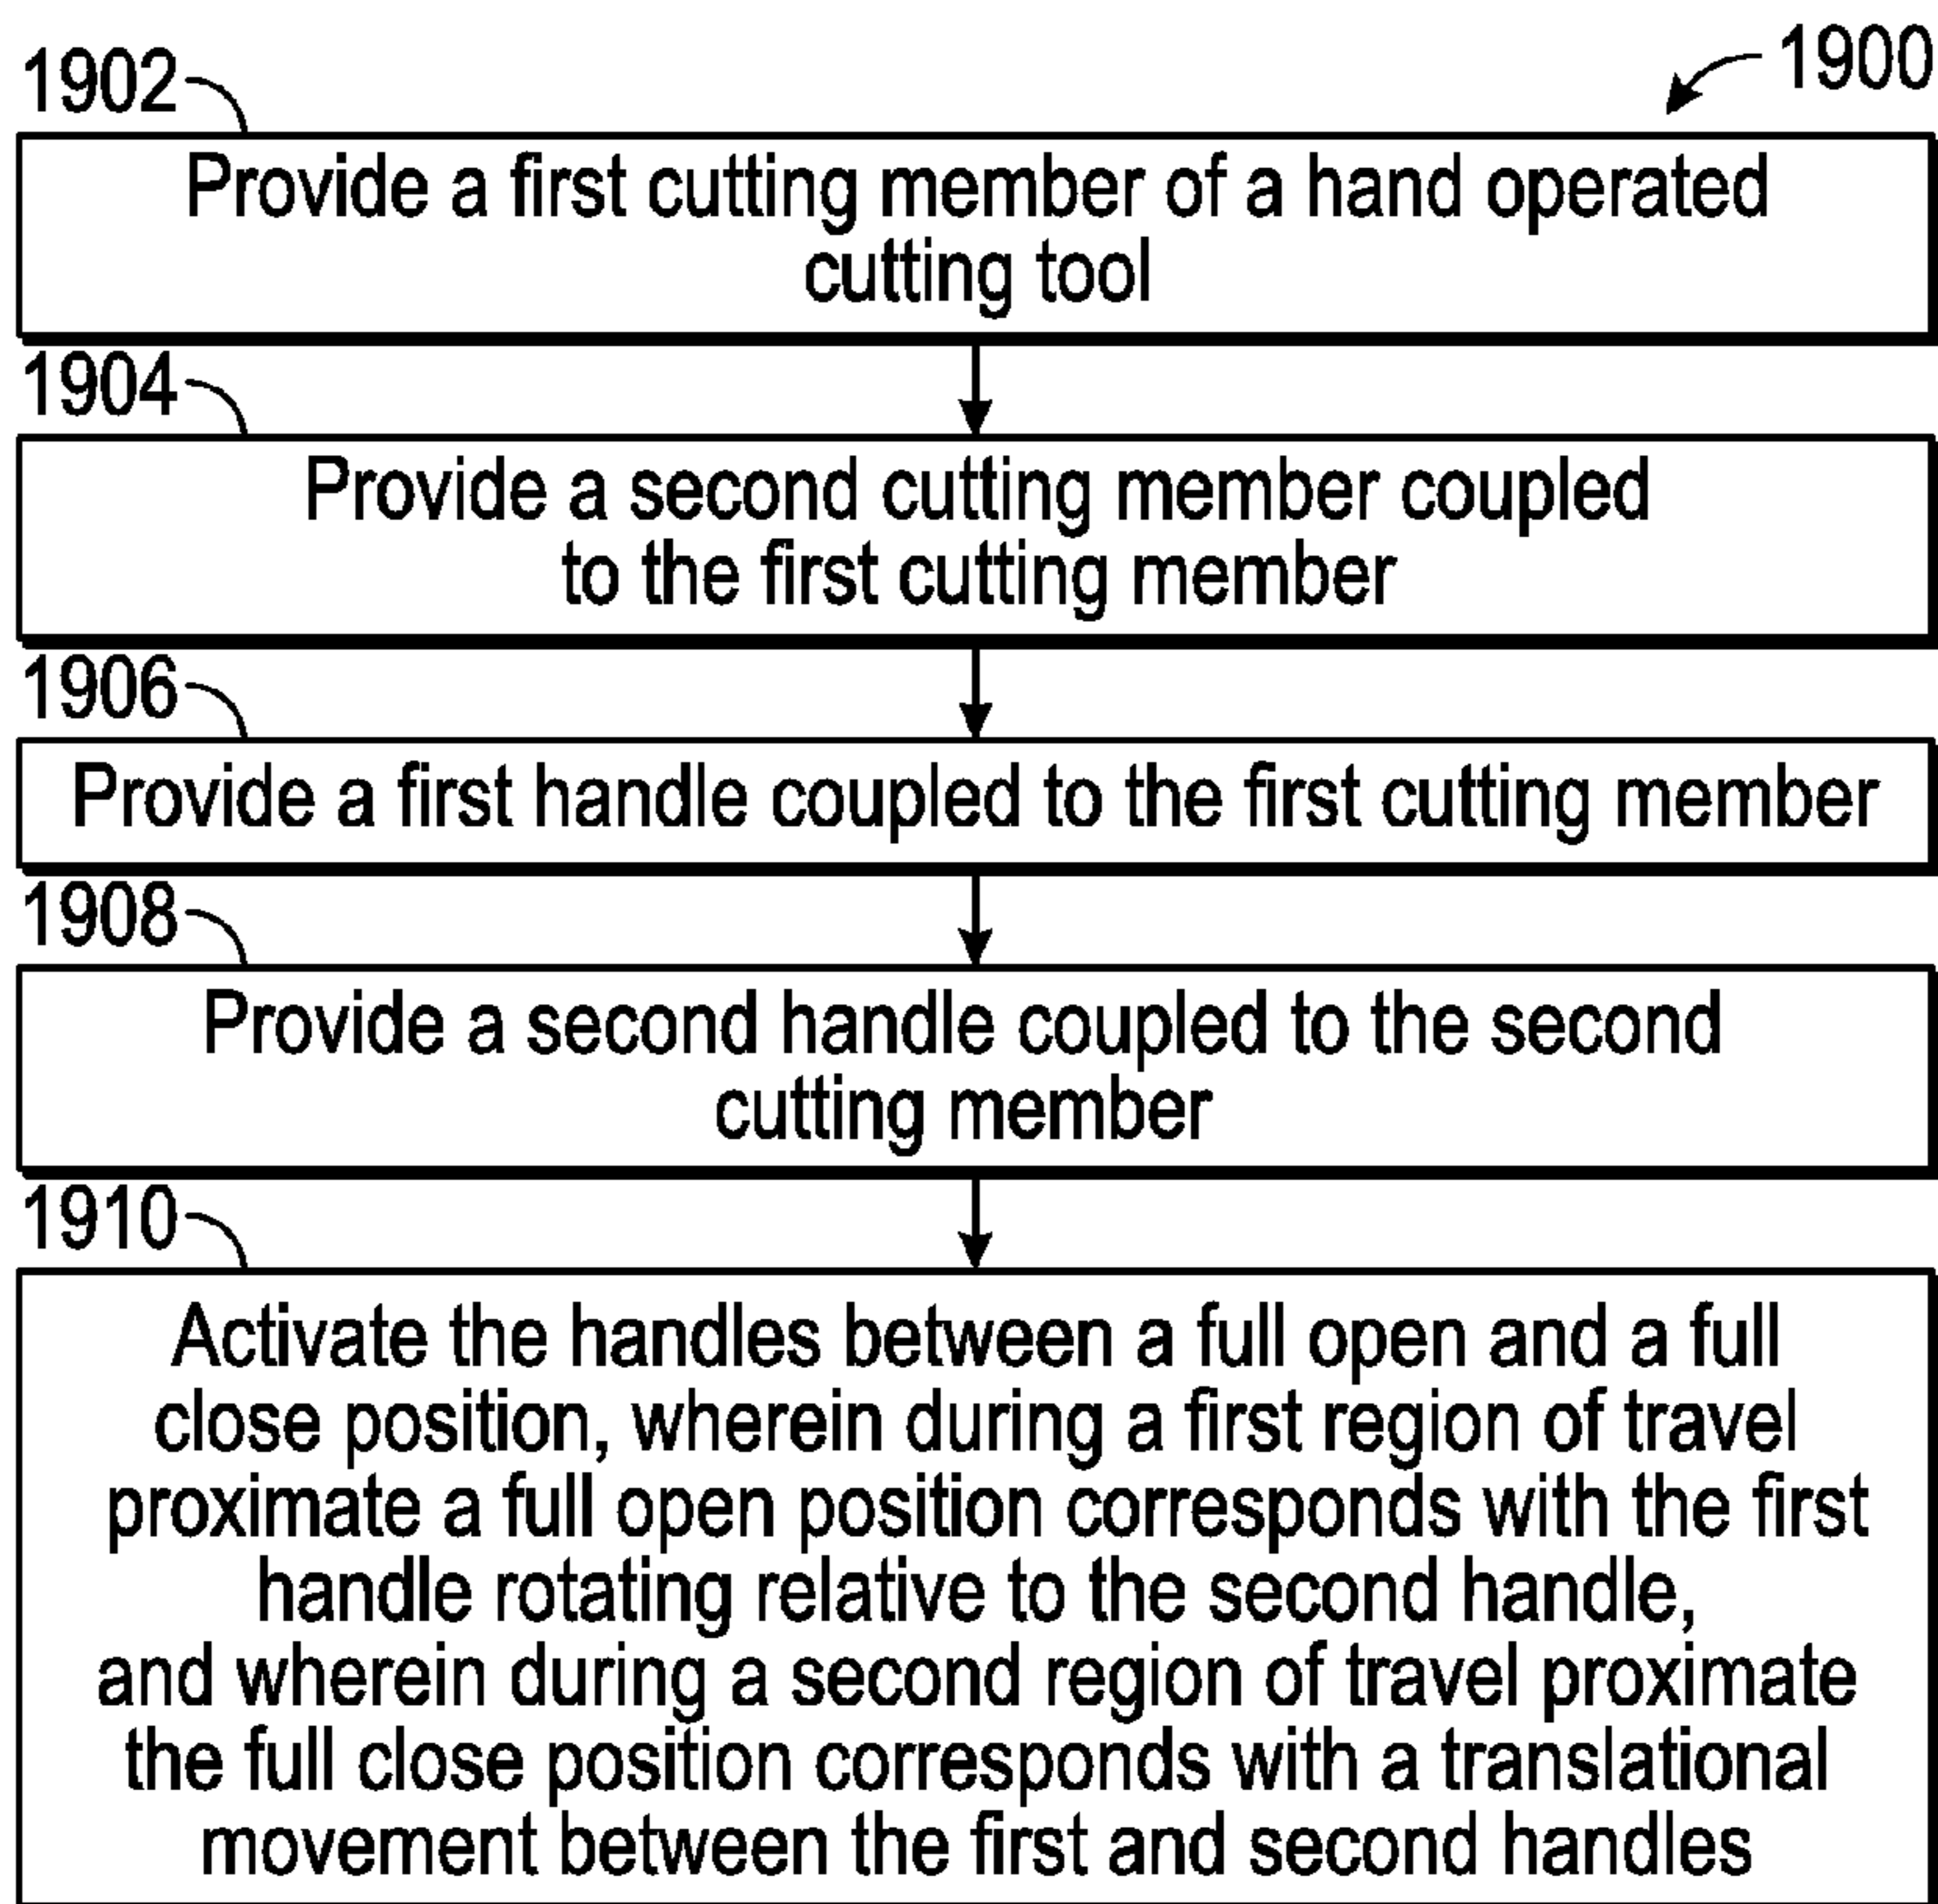 1900
1902
Provide a first cutting member of a hand operated
cutting tool
1904
Provide a second cutting member coupled
to the first cutting member
1906
Provide a first handle coupled to the first cutting member
1908
Provide a second handle coupled to the second
cutting member
1910
Activate the handles between a full open and a full
close position, wherein during a first region of travel
proximate a full open position corresponds with the first
handle rotating relative to the second handle,
and wherein during a second region of travel proximate
the full close position corresponds with a translational
movement between the first and second handles